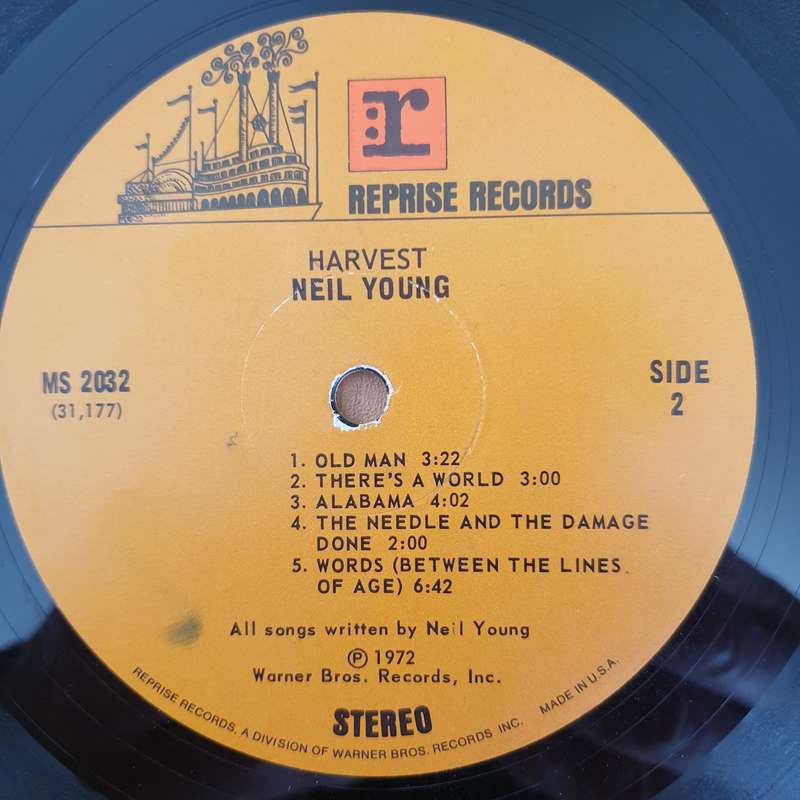 r
REPRISE RECORDS
HARVEST
NEIL YOUNG
MS 2032
(31,177)
SIDE
2
1. OLD MAN 3:22
2. THERE'S A WORLD 3:00
3. ALABAMA 4:02
4. THE NEEDLE AND THE DAMAGE
DONE 2:00
5. WORDS (BETWEEN THE LINES
OF AGE) 6:42
All songs written by Neil Young
℗ 1972
Warner Bros. Records, Inc.
STEREO
REPRISE RECORDS, A DIVISION OF WARNER BROS. RECORDS INC. MADE IN U.S.A.